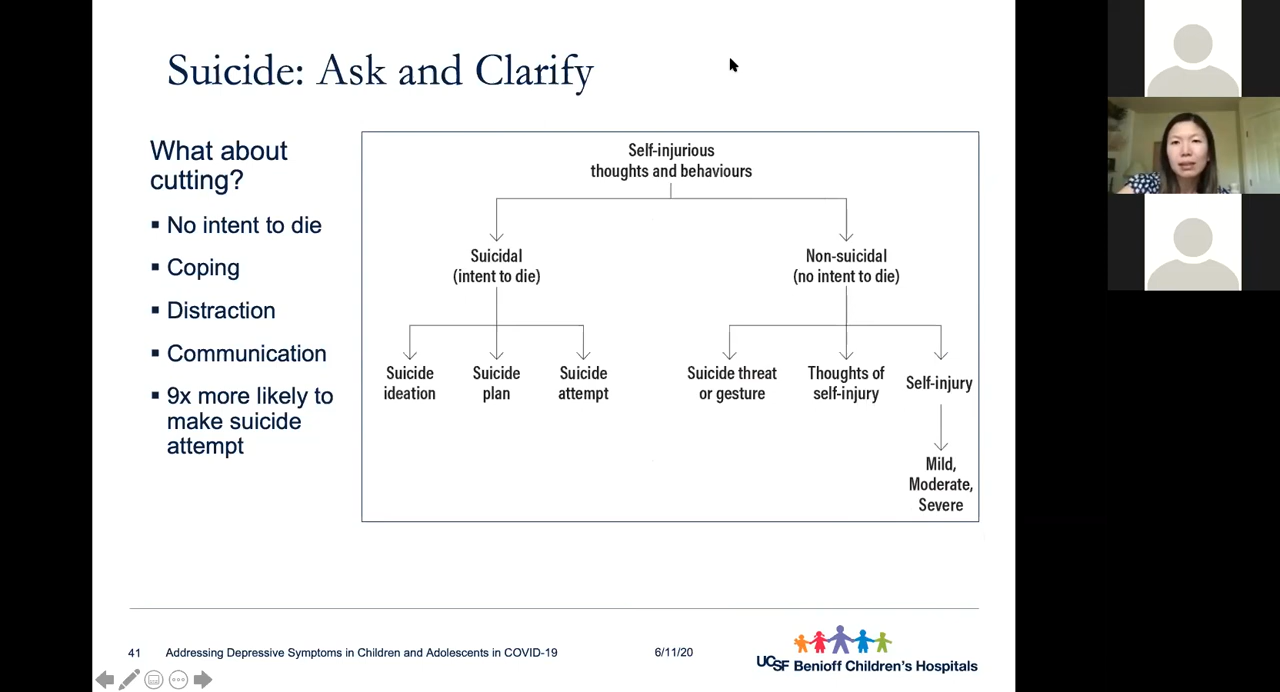 Suicide: Ask and Clarify
What about
cutting?
▪ No intent to die
▪ Coping
▪ Distraction
▪ Communication
▪ 9x more likely to
make suicide
attempt
Self-injurious
thoughts and behaviours
Suicidal
(intent to die)
Non-suicidal
(no intent to die)
Suicide
ideation
Suicide
plan
Suicide
attempt
Suicide threat
or gesture
Thoughts of
self-injury
Self-injury
Mild,
Moderate,
Severe
41 Addressing Depressive Symptoms in Children and Adolescents in COVID-19 6/11/20
UCSF Benioff Children's Hospitals